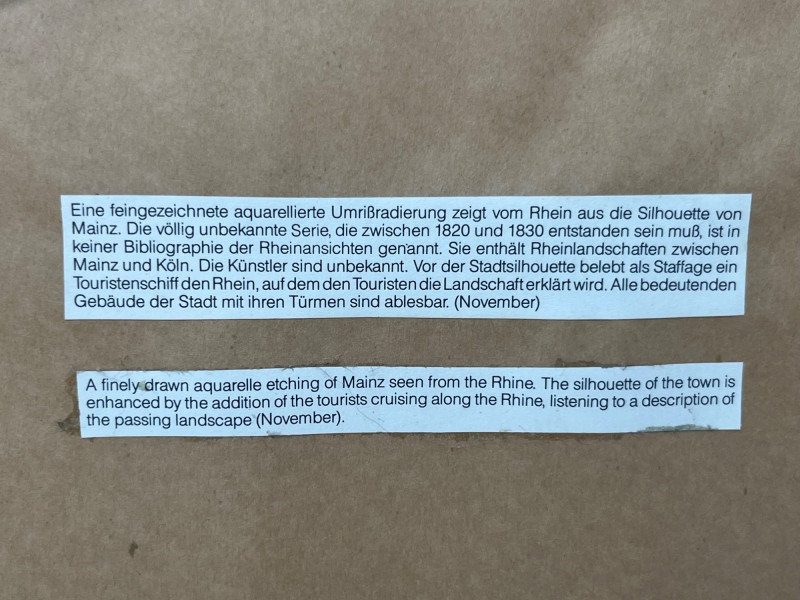 Eine feingezeichnete aquarellierte Umrißradierung zeigt vom Rhein aus die Silhouette von
Mainz. Die völlig unbekannte Serie, die zwischen 1820 und 1830 entstanden sein muß, ist in
keiner Bibliographie der Rheinansichten genannt. Sie enthält Rheinlandschaften zwischen
Mainz und Köln. Die Künstler sind unbekannt. Vor der Stadtsilhouette belebt als Staffage ein
Touristenschiff den Rhein, auf dem den Touristen die Landschaft erklärt wird. Alle bedeutenden
Gebäude der Stadt mit ihren Türmen sind ablesbar. (November)
A finely drawn aquarelle etching of Mainz seen from the Rhine. The silhouette of the town is
enhanced by the addition of the tourists cruising along the Rhine, listening to a description of
the passing landscape (November).